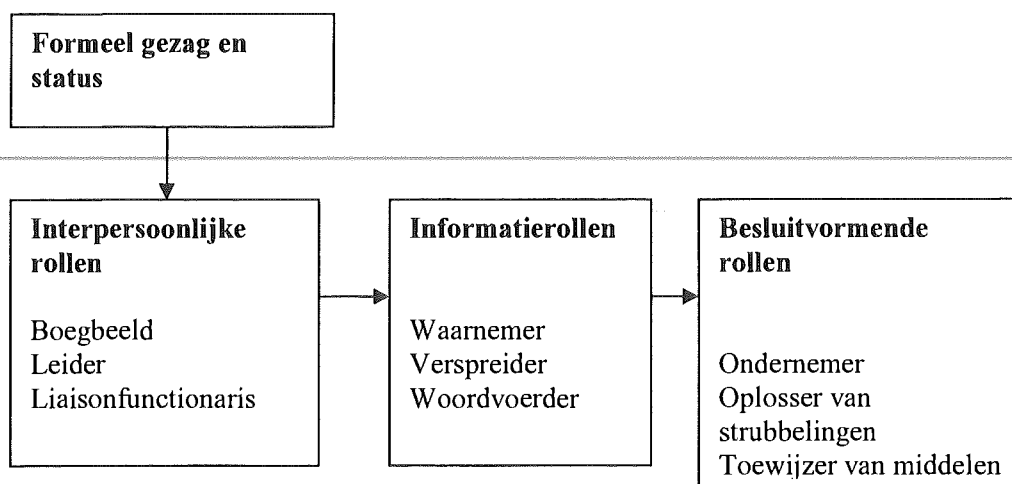 Formeel gezag en
status
Interpersoonlijke
rollen
Boegbeeld
Leider
Liaisonfunctionaris
Informatierollen
Waarnemer
Verspreider
Woordvoerder
Besluitvormende
rollen
Ondernemer
Oplosser van
strubbelingen
Toewijzer van middelen